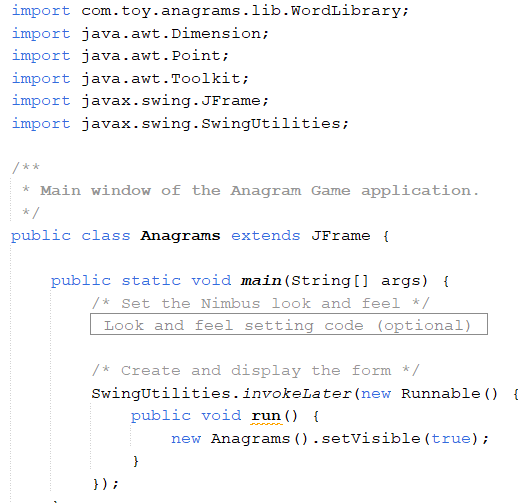 import com.toy.anagrams.lib.WordLibrary;
import java.awt.Dimension;
import java.awt.Point;
import java.awt.Toolkit;
import javax.swing.JFrame;
import javax.swing.SwingUtilities;

/**
 * Main window of the Anagram Game application.
 */
public class Anagrams extends JFrame {

    public static void main(String[] args) {
        /* Set the Nimbus look and feel */
        Look and feel setting code (optional)

        /* Create and display the form */
        SwingUtilities.invokeLater(new Runnable() {
            public void run() {
                new Anagrams().setVisible(true);
            }
        });